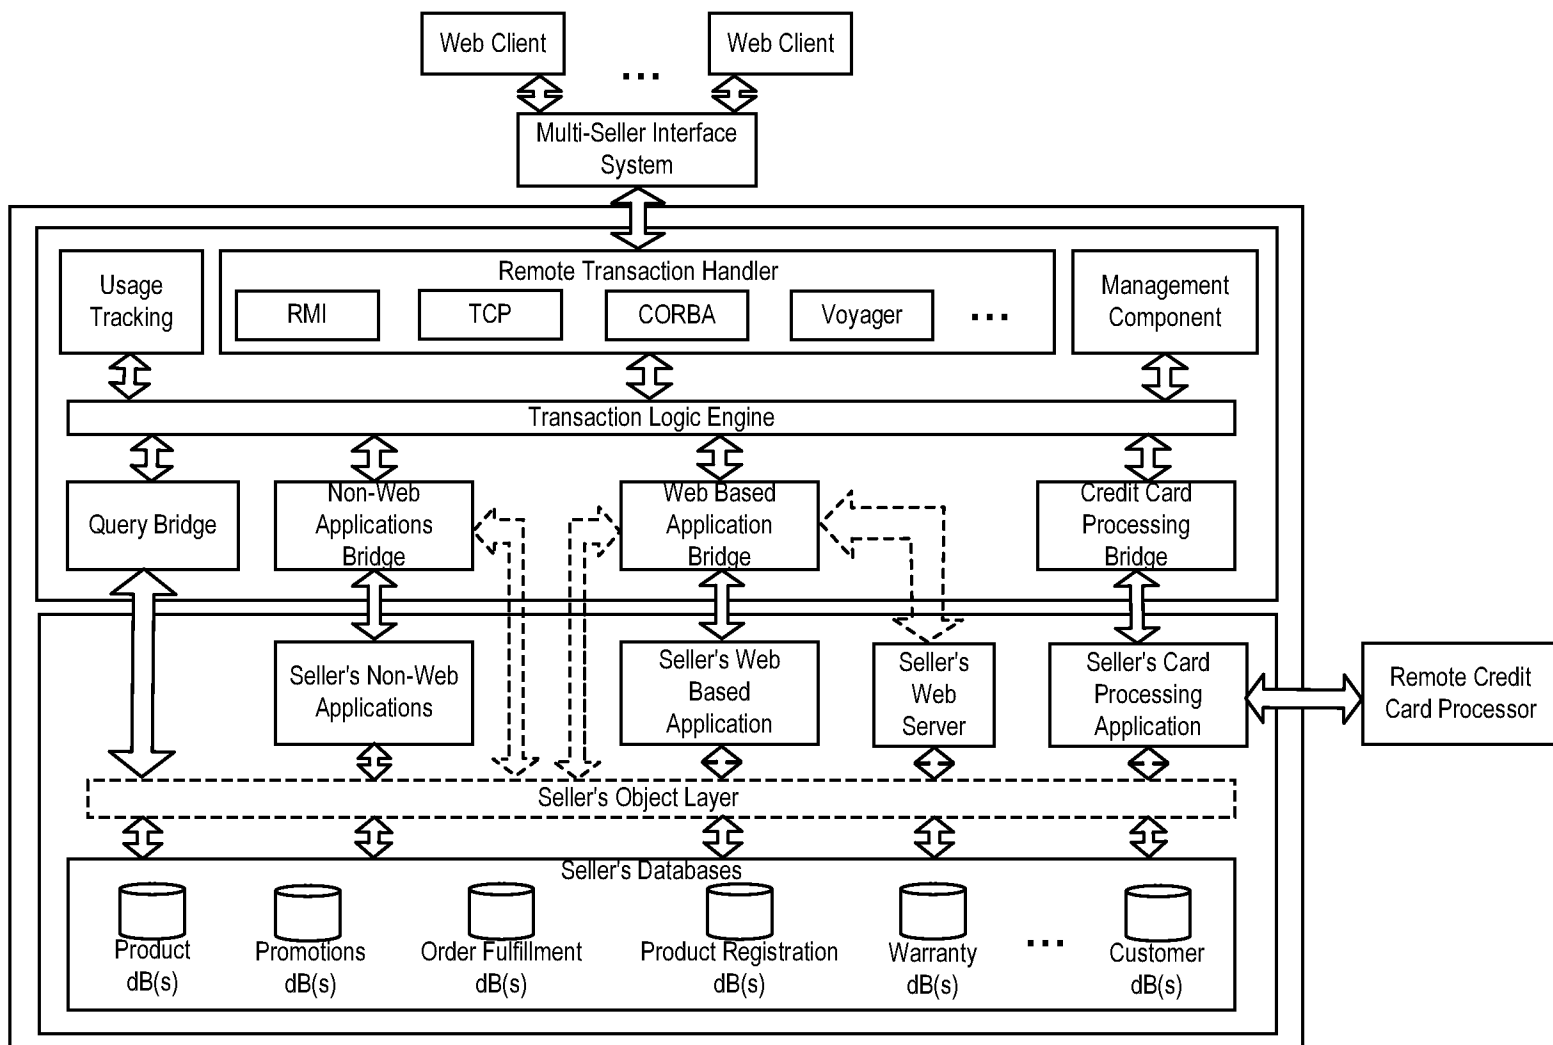 Web Client
...
Web Client
Multi-Seller Interface
System
Usage
Tracking
Remote Transaction Handler
RMI
TCP
CORBA
Voyager
...
Management
Component
Transaction Logic Engine
Query Bridge
Non-Web
Applications
Bridge
Web Based
Application
Bridge
Credit Card
Processing
Bridge
Seller's Non-Web
Applications
Seller's Web
Based
Application
Seller's
Web
Server
Seller's Card
Processing
Application
Remote Credit
Card Processor
Seller's Object Layer
Seller's Databases
Product
dB(s)
Promotions
dB(s)
Order Fulfillment
dB(s)
Product Registration
dB(s)
Warranty
dB(s)
...
Customer
dB(s)